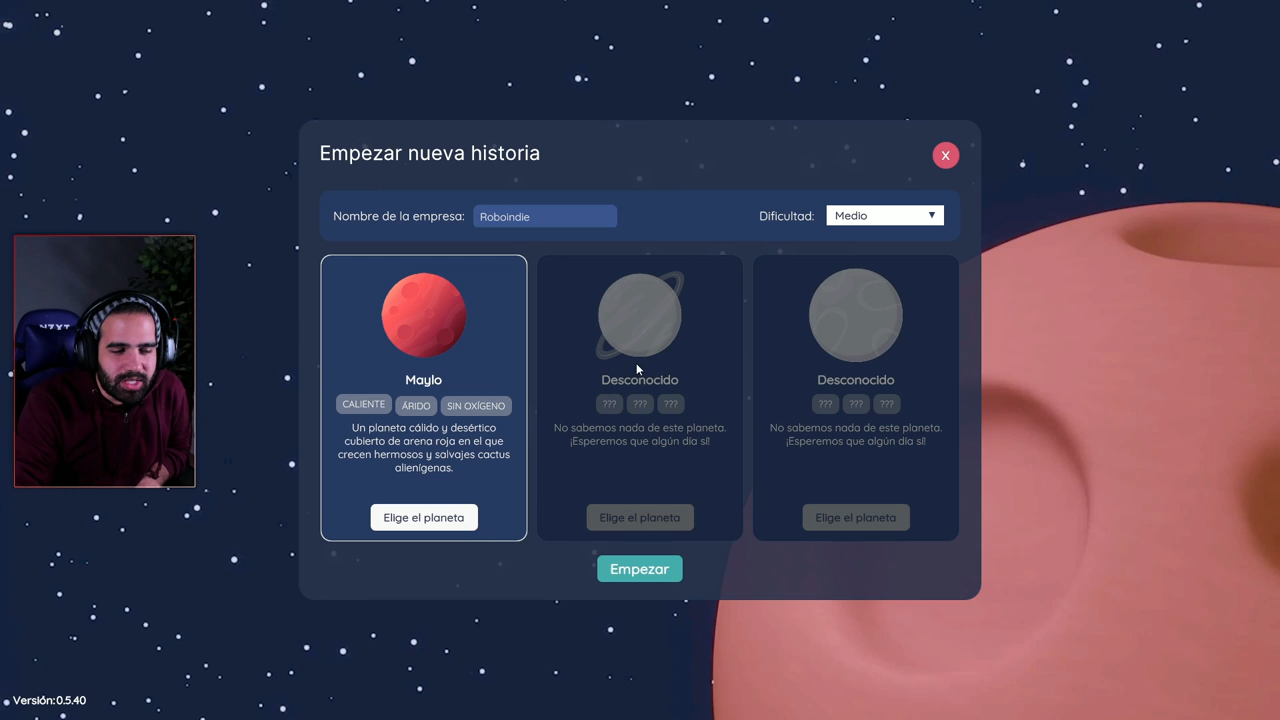 Empezar nueva historia
X
Nombre de la empresa: Roboindie
Dificultad: Medio
Maylo
CALIENTE ÁRIDO SIN OXÍGENO
Un planeta cálido y desértico
cubierto de arena roja en el que
crecen hermosos y salvajes cactus
alienígenas.
Elige el planeta
Desconocido
??? ??? ???
No sabemos nada de este planeta.
¡Esperemos que algún día sí!
Elige el planeta
Desconocido
??? ??? ???
No sabemos nada de este planeta.
¡Esperemos que algún día sí!
Elige el planeta
Empezar
NZXT
Versión:0.5.40